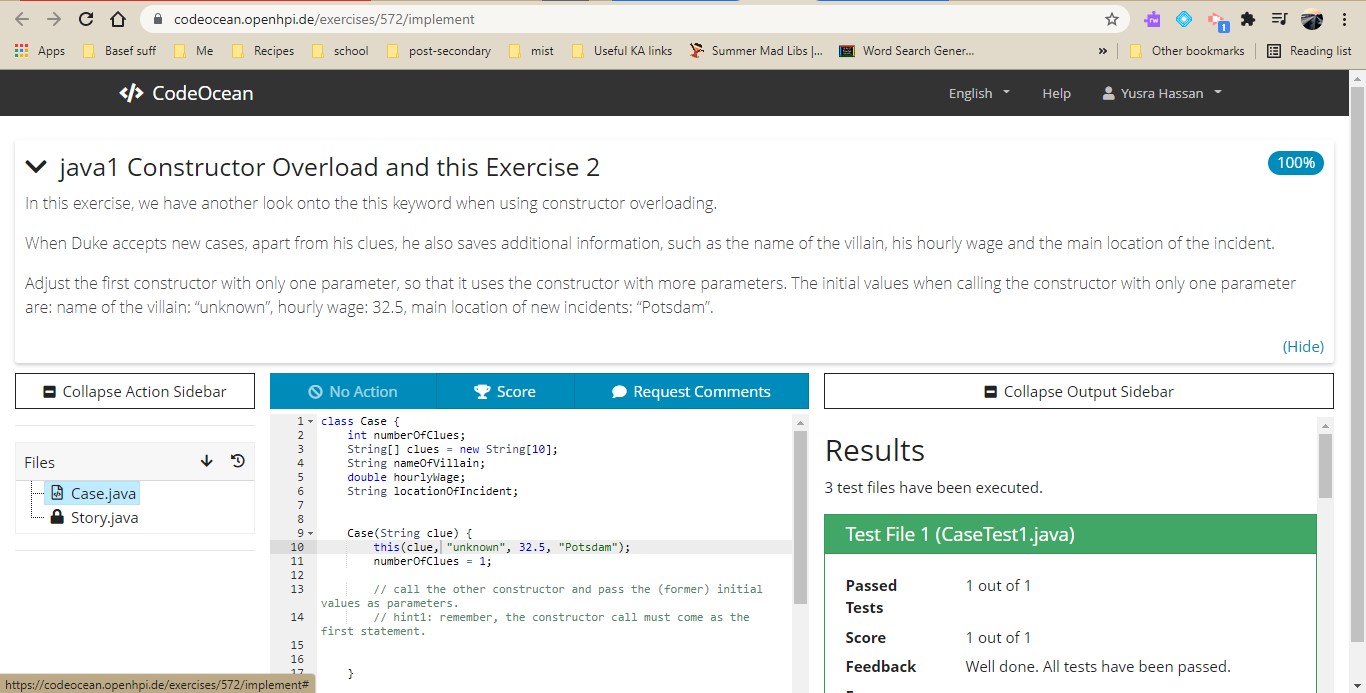 codeocean.openhpi.de/exercises/572/implement
1
Apps Basef suff Me Recipes school post-secondary mist Useful KA links Summer Mad Libs |... Word Search Gener... » Other bookmarks Reading list
</> CodeOcean English Help Yusra Hassan
java1 Constructor Overload and this Exercise 2 100%
In this exercise, we have another look onto the this keyword when using constructor overloading.
When Duke accepts new cases, apart from his clues, he also saves additional information, such as the name of the villain, his hourly wage and the main location of the incident.
Adjust the first constructor with only one parameter, so that it uses the constructor with more parameters. The initial values when calling the constructor with only one parameter
are: name of the villain: “unknown”, hourly wage: 32.5, main location of new incidents: “Potsdam”.
(Hide)
Collapse Action Sidebar No Action Score Request Comments Collapse Output Sidebar
Files
Case.java
Story.java
1 class Case {
2 int numberOfClues;
3 String[] clues = new String[10];
4 String nameOfVillain;
5 double hourlyWage;
6 String locationOfIncident;
7
8
9 Case(String clue) {
10 this(clue, "unknown", 32.5, "Potsdam");
11 numberOfClues = 1;
12
13 // call the other constructor and pass the (former) initial
values as parameters.
14 // hint1: remember, the constructor call must come as the
first statement.
15
16
17 }
Results
3 test files have been executed.
Test File 1 (CaseTest1.java)
Passed Tests 1 out of 1
Score 1 out of 1
Feedback Well done. All tests have been passed.
https://codeocean.openhpi.de/exercises/572/implement#